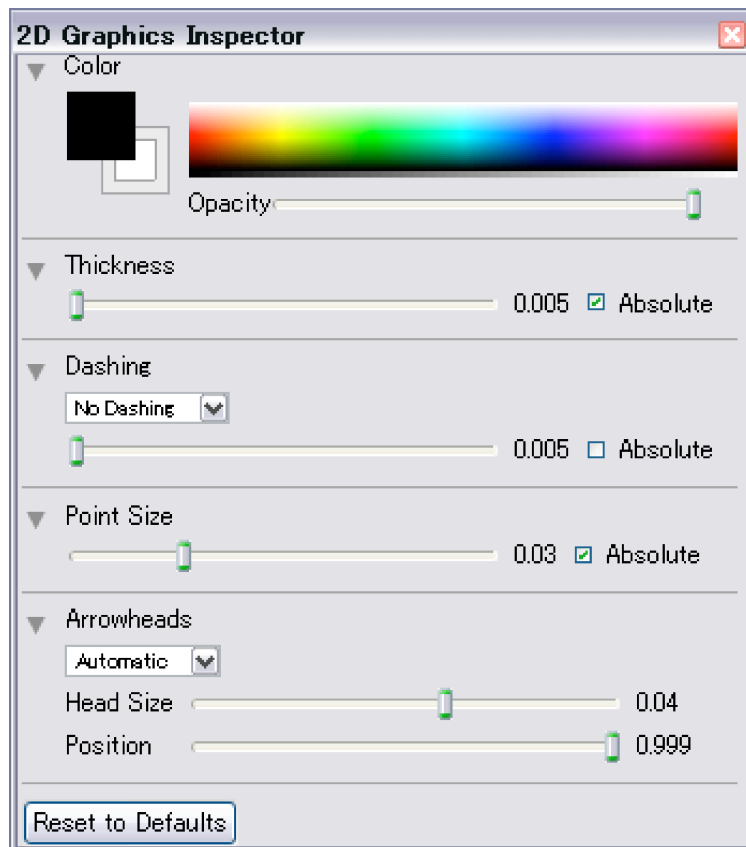 2D Graphics Inspector
Color
Opacity
Thickness
0.005 Absolute
Dashing
No Dashing
0.005 Absolute
Point Size
0.03 Absolute
Arrowheads
Automatic
Head Size 0.04
Position 0.999
Reset to Defaults